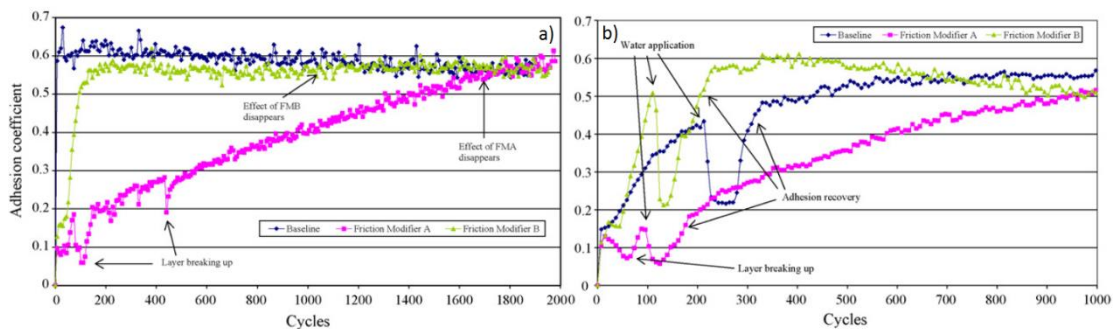 a)
0.7
0.6
0.5
0.4
0.3
0.2
0.1
0
Adhesion coefficient
Effect of FMB
disappears
Effect of FMA
disappears
Baseline Friction Modifier A Friction Modifier B
Layer breaking up
0 200 400 600 800 1000 1200 1400 1600 1800 2000
Cycles
b)
0.7
0.6
0.5
0.4
0.3
0.2
0.1
0
Water application
Baseline Friction Modifier A Friction Modifier B
Adhesion recovery
Layer breaking up
0 100 200 300 400 500 600 700 800 900 1000
Cycles